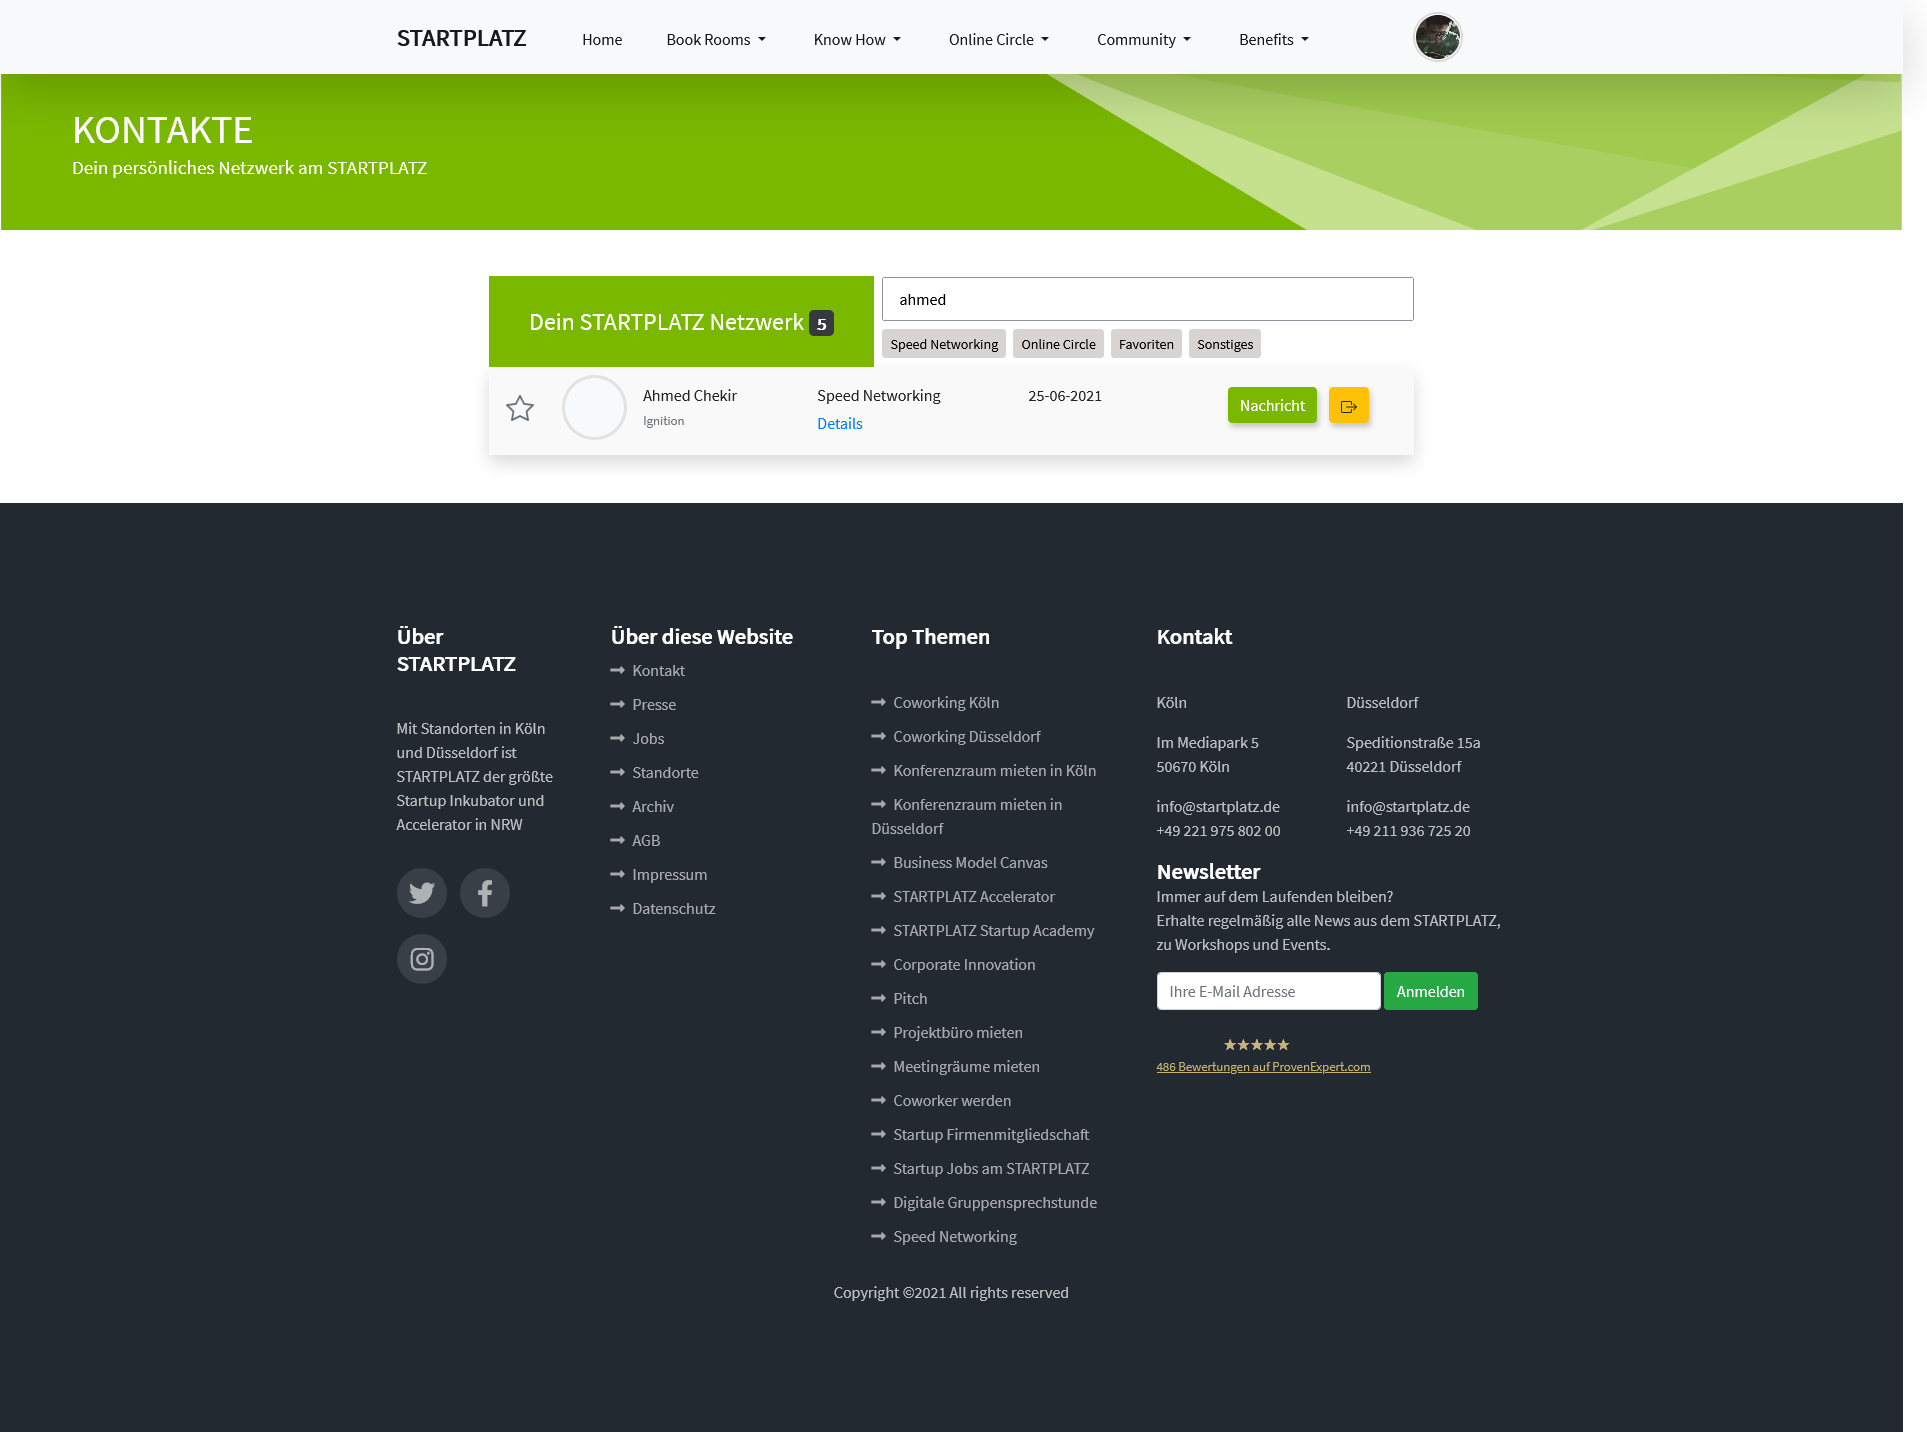 STARTPLATZ
Home
Book Rooms
Know How
Online Circle
Community
Benefits
KONTAKTE
Dein persönliches Netzwerk am STARTPLATZ
Dein STARTPLATZ Netzwerk 5
ahmed
Speed Networking
Online Circle
Favoriten
Sonstiges
Ahmed Chekir
Ignition
Speed Networking
Details
25-06-2021
Nachricht
Über
STARTPLATZ
Mit Standorten in Köln
und Düsseldorf ist
STARTPLATZ der größte
Startup Inkubator und
Accelerator in NRW
Über diese Website
Kontakt
Presse
Jobs
Standorte
Archiv
AGB
Impressum
Datenschutz
Top Themen
Coworking Köln
Coworking Düsseldorf
Konferenzraum mieten in Köln
Konferenzraum mieten in
Düsseldorf
Business Model Canvas
STARTPLATZ Accelerator
STARTPLATZ Startup Academy
Corporate Innovation
Pitch
Projektbüro mieten
Meetingräume mieten
Coworker werden
Startup Firmenmitgliedschaft
Startup Jobs am STARTPLATZ
Digitale Gruppensprechstunde
Speed Networking
Kontakt
Köln
Im Mediapark 5
50670 Köln
info@startplatz.de
+49 221 975 802 00
Düsseldorf
Speditionstraße 15a
40221 Düsseldorf
info@startplatz.de
+49 211 936 725 20
Newsletter
Immer auf dem Laufenden bleiben?
Erhalte regelmäßig alle News aus dem STARTPLATZ,
zu Workshops und Events.
Ihre E-Mail Adresse
Anmelden
★★★★★
486 Bewertungen auf ProvenExpert.com
Copyright ©2021 All rights reserved